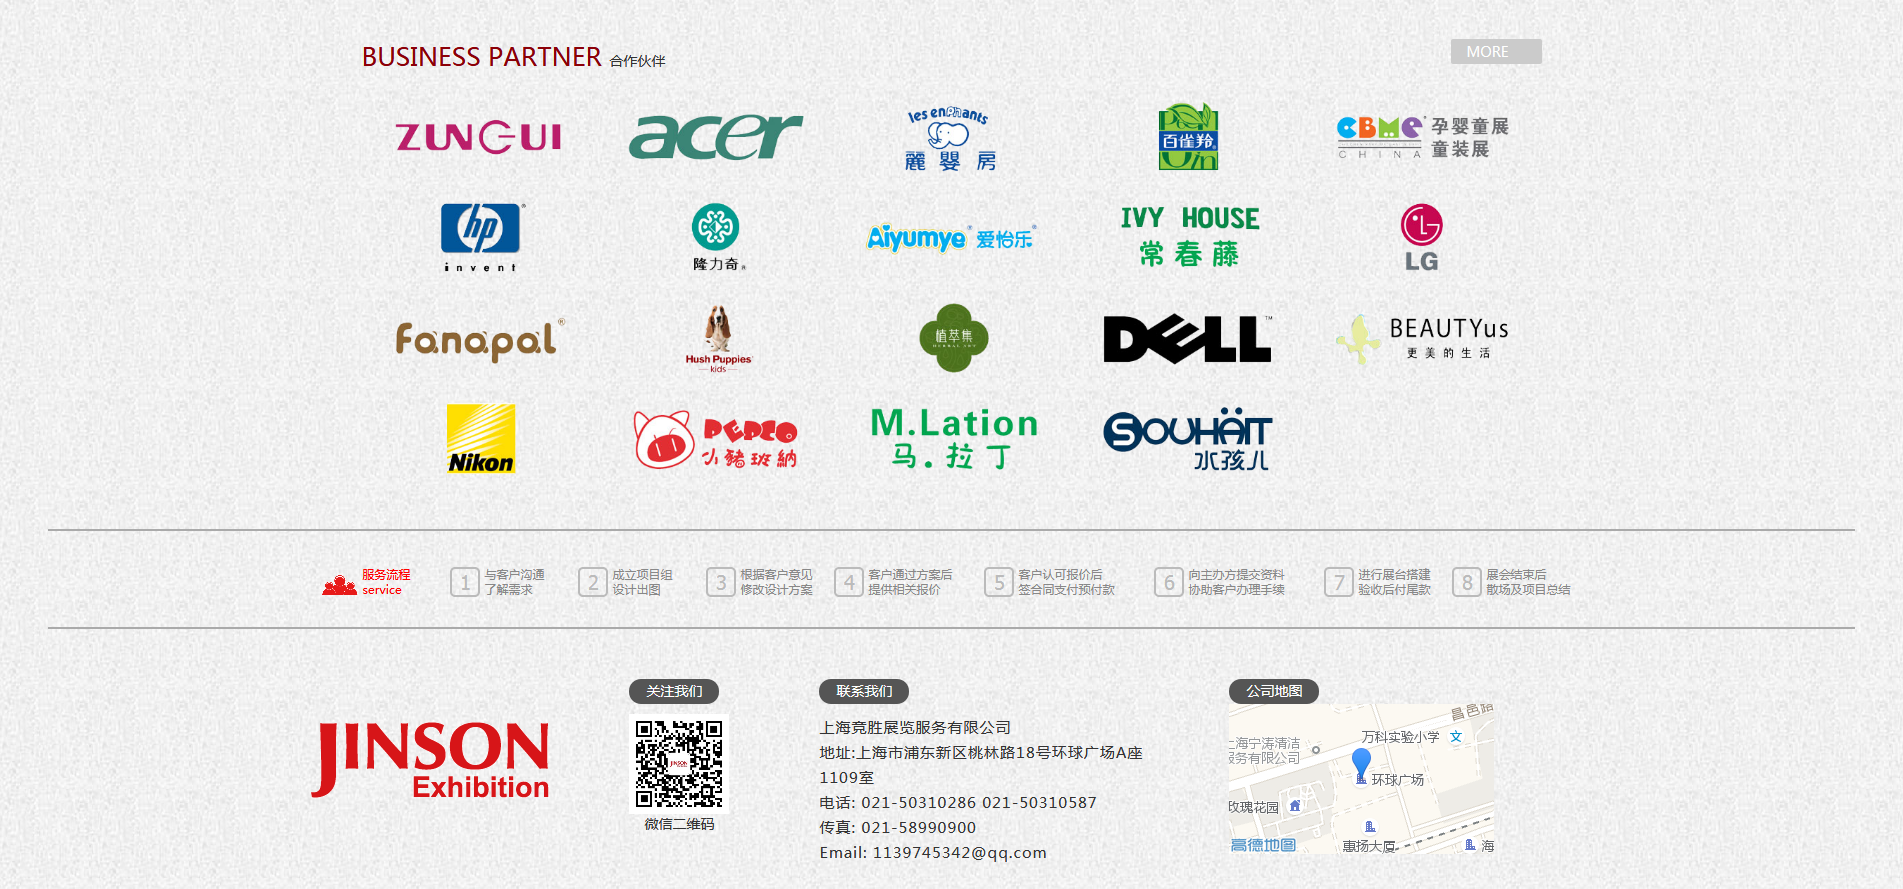 BUSINESS PARTNER 合作伙伴
MORE
ZUNGUI
acer
les enphants
麗 嬰 房
百雀羚
CBME 孕婴童展
CHINA 童装展
hp
invent
隆力奇
Aiyumye 爱怡乐
IVY HOUSE
常春藤
LG
Fanapal
Hush Puppies
kids
植萃集
DELL
BEAUTYus
更美的生活
Nikon
PEPCO
小豬班納
M.Lation
马.拉丁
SOUHAIT
水孩儿
服务流程
service
1 与客户沟通
了解需求
2 成立项目组
设计出图
3 根据客户意见
修改设计方案
4 客户通过方案后
提供相关报价
5 客户认可报价后
签合同支付预付款
6 向主办方提交资料
协助客户办理手续
7 进行展台搭建
验收后付尾款
8 展会结束后
散场及项目总结
JINSON
Exhibition
关注我们
JINSON
微信二维码
联系我们
上海竞胜展览服务有限公司
地址:上海市浦东新区桃林路18号环球广场A座
1109室
电话: 021-50310286 021-50310587
传真: 021-58990900
Email: 1139745342@qq.com
公司地图
昌邑路
万科实验小学 文
上海宁涛清洁
服务有限公司
环球广场
玫瑰花园
高德地图
惠扬大厦
海